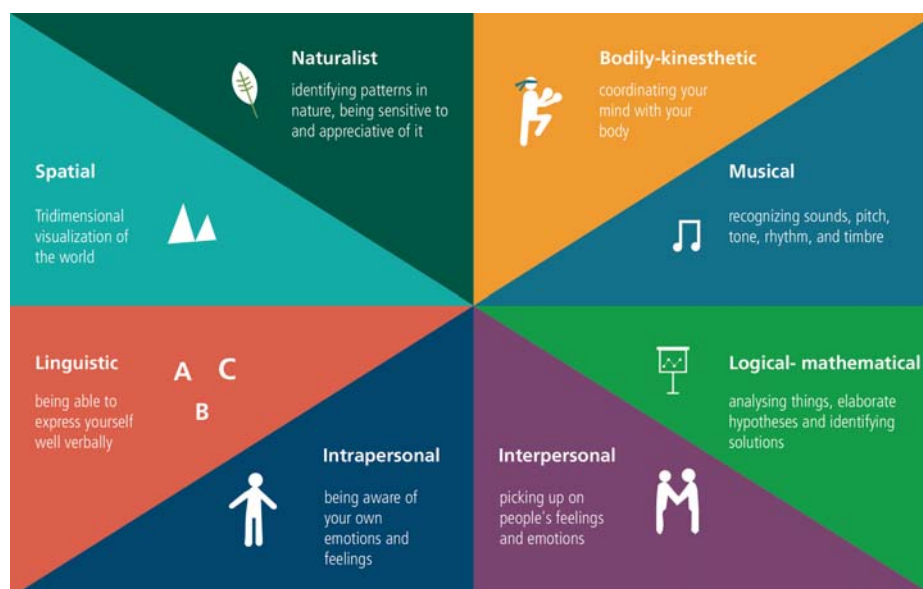 Naturalist
identifying patterns in
nature, being sensitive to
and appreciative of it
Bodily-kinesthetic
coordinating your
mind with your
body
Spatial
Tridimensional
visualization of
the world
Musical
recognizing sounds, pitch,
tone, rhythm, and timbre
Linguistic
being able to
express yourself
well verbally
A C
B
Intrapersonal
being aware of
your own
emotions and
feelings
Interpersonal
picking up on
people's feelings
and emotions
Logical- mathematical
analysing things, elaborate
hypotheses and identifying
solutions